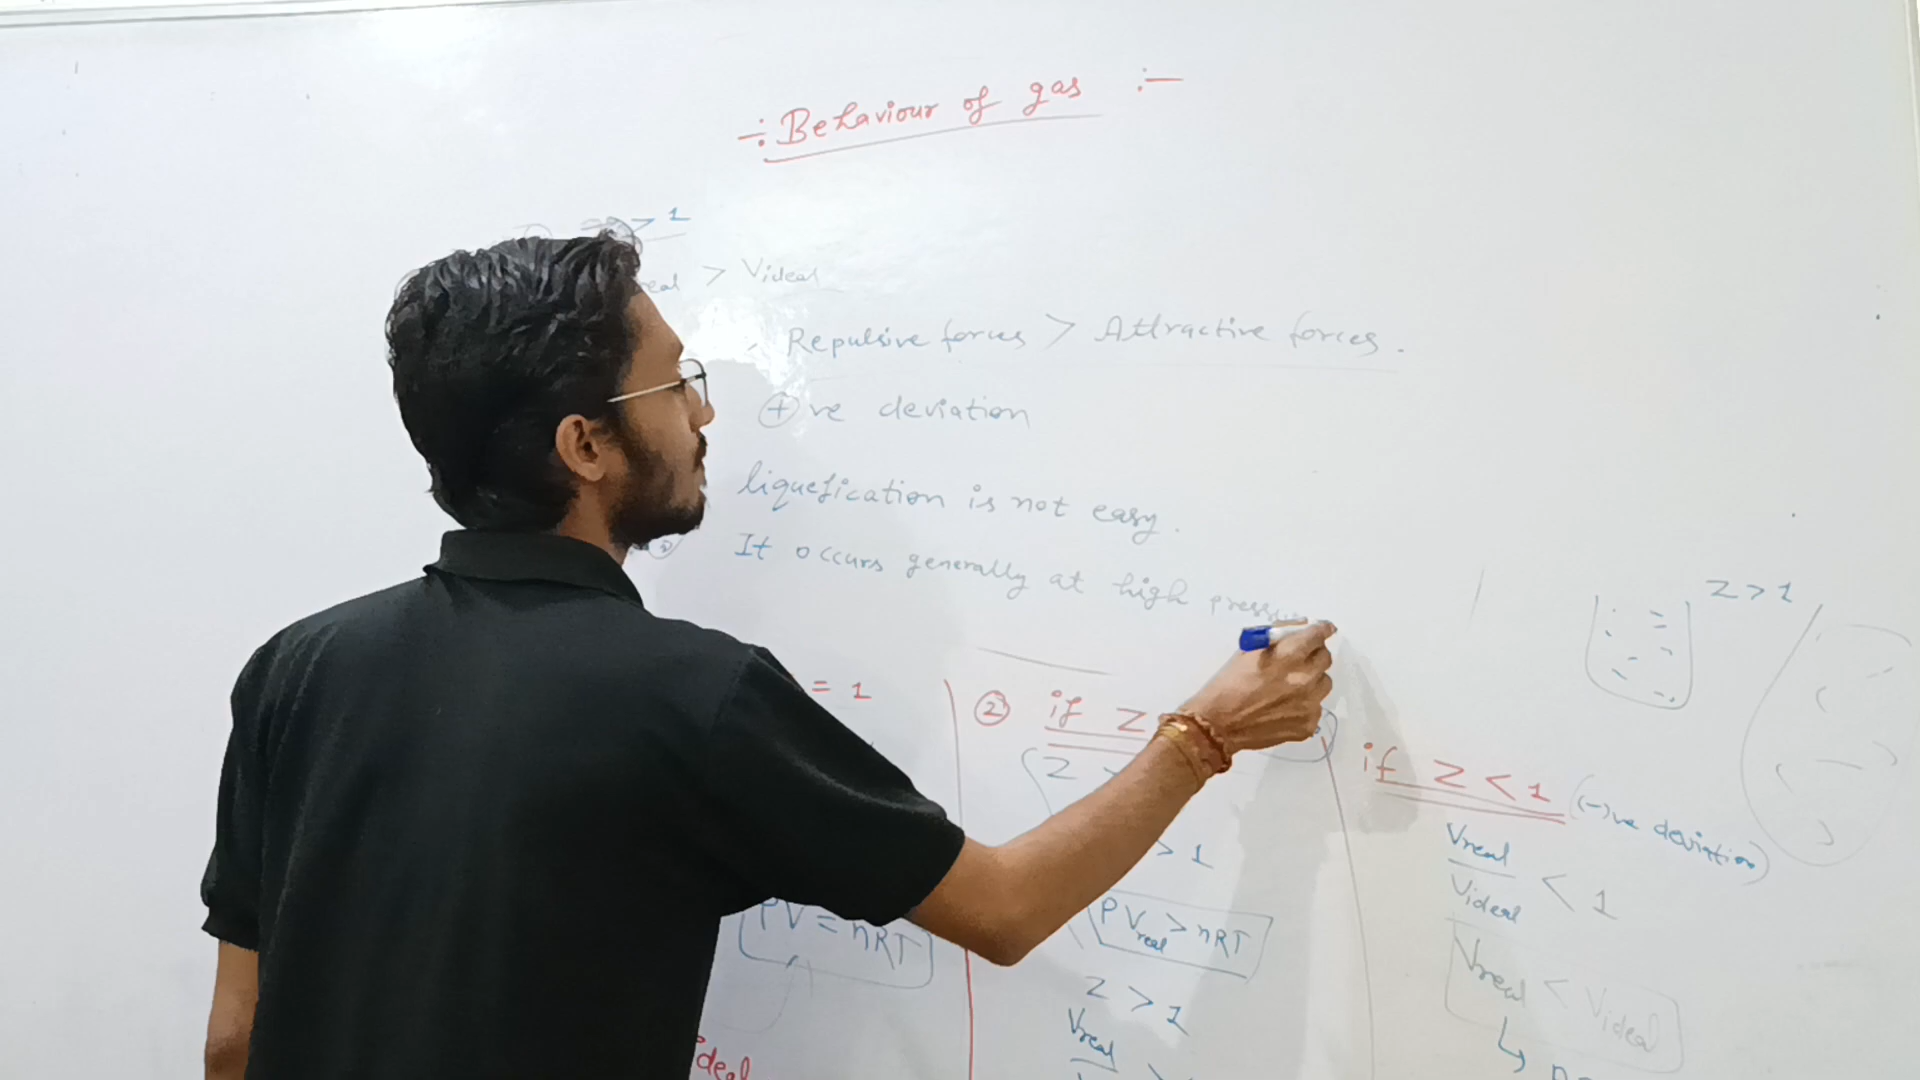 ÷ Behaviour of gas :-
> 1
real > Videal
Repulsive forces > Attractive forces.
⊕ve deviation
liquefication is not easy.
It occurs generally at high
Z > 1
= 1
② if Z
Z
> 1
PVreal > nRT
Z > 1
Vreal
if Z < 1 (-)ve deviation)
Vreal / Videal < 1
Vreal < Videal
PV = nRT
deal